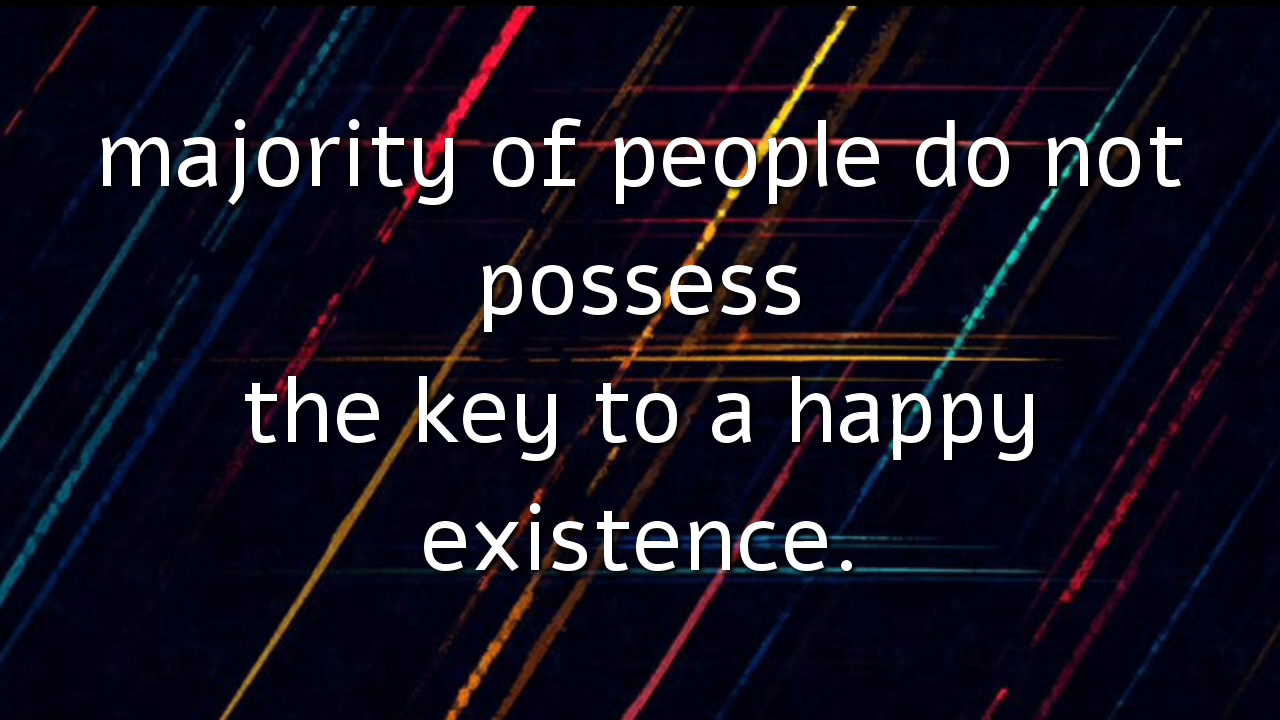 majority of people do not
possess
the key to a happy
existence.